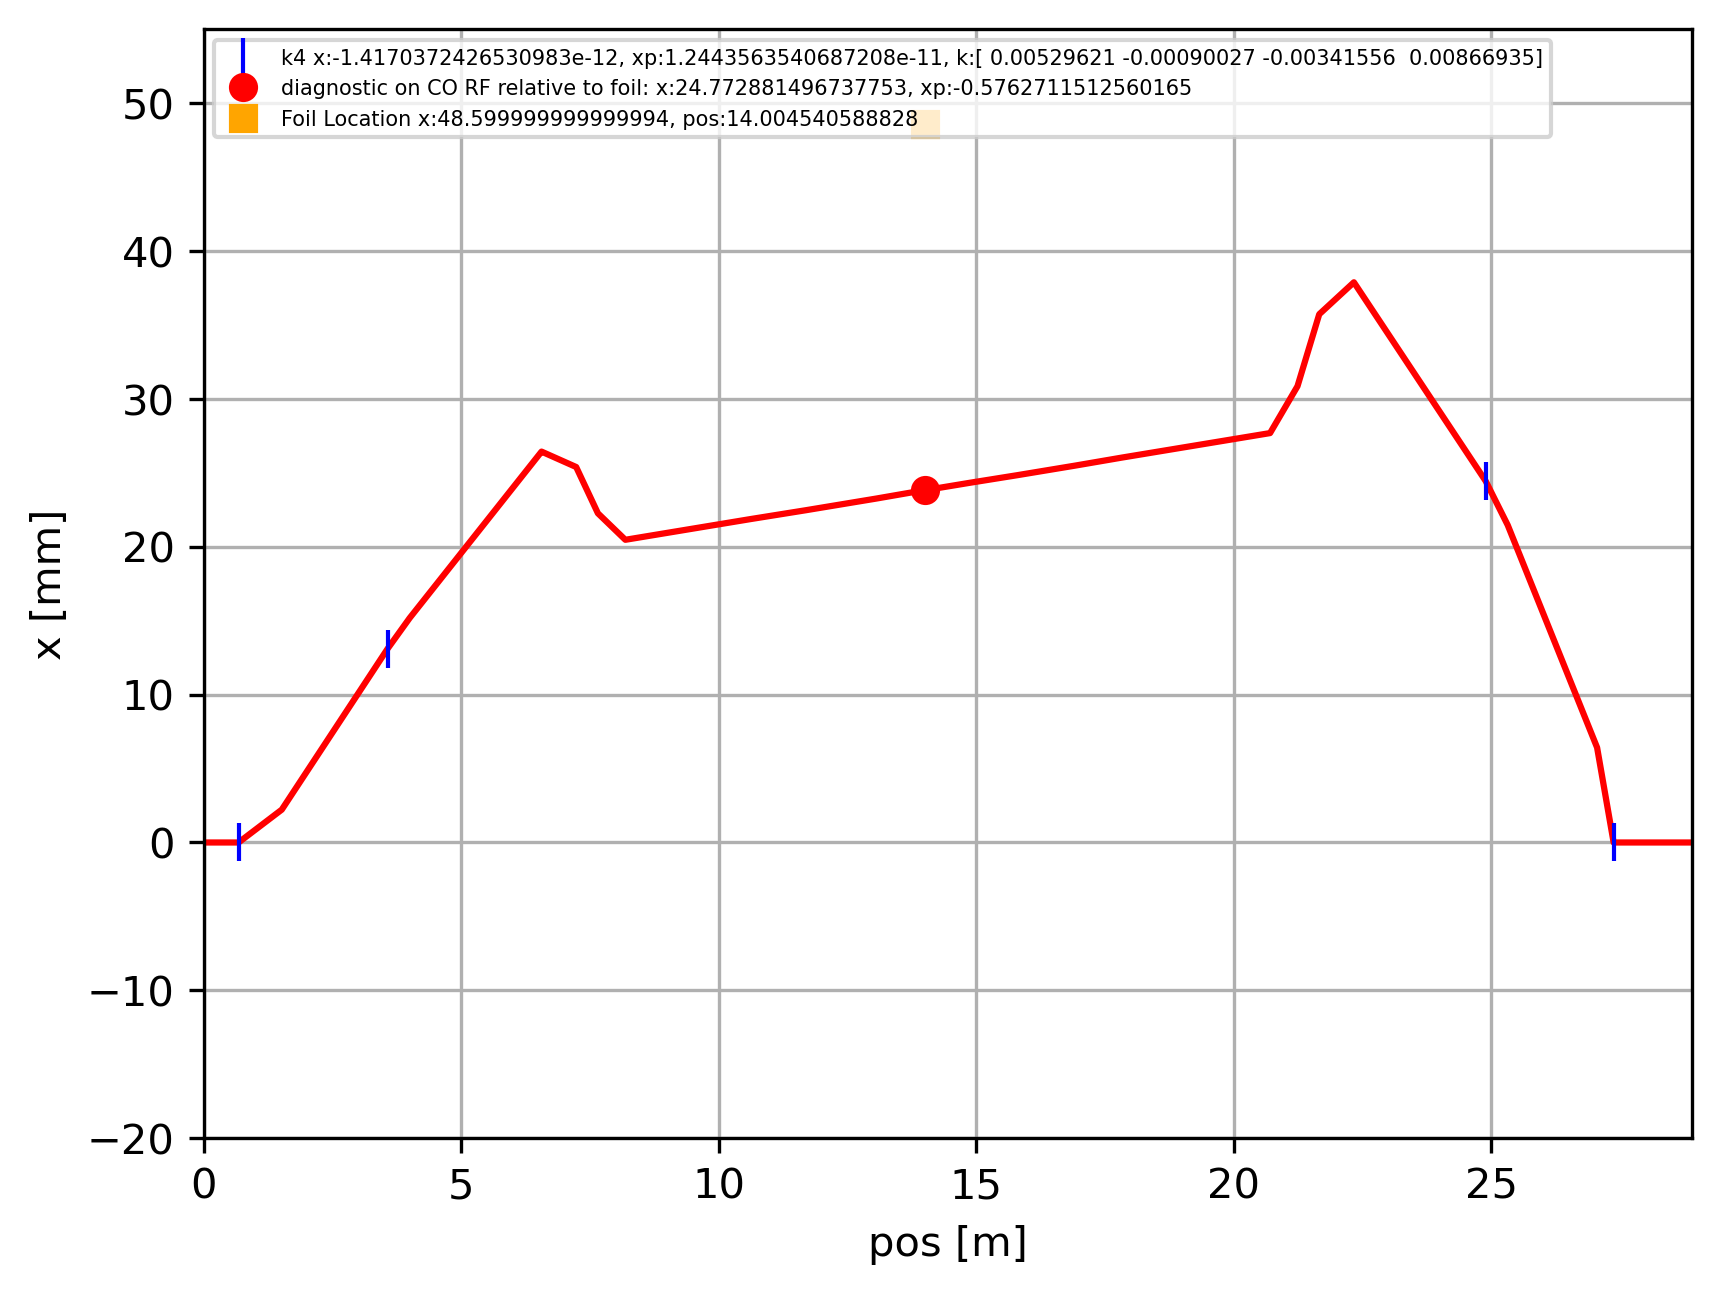 k4 x:-1.4170372426530983e-12, xp:1.2443563540687208e-11, k:[ 0.00529621 -0.00090027 -0.00341556  0.00866935]
diagnostic on CO RF relative to foil: x:24.772881496737753, xp:-0.5762711512560165
Foil Location x:48.599999999999994, pos:14.004540588828
50
40
30
20
10
0
−10
−20
x [mm]
0 5 10 15 20 25
pos [m]